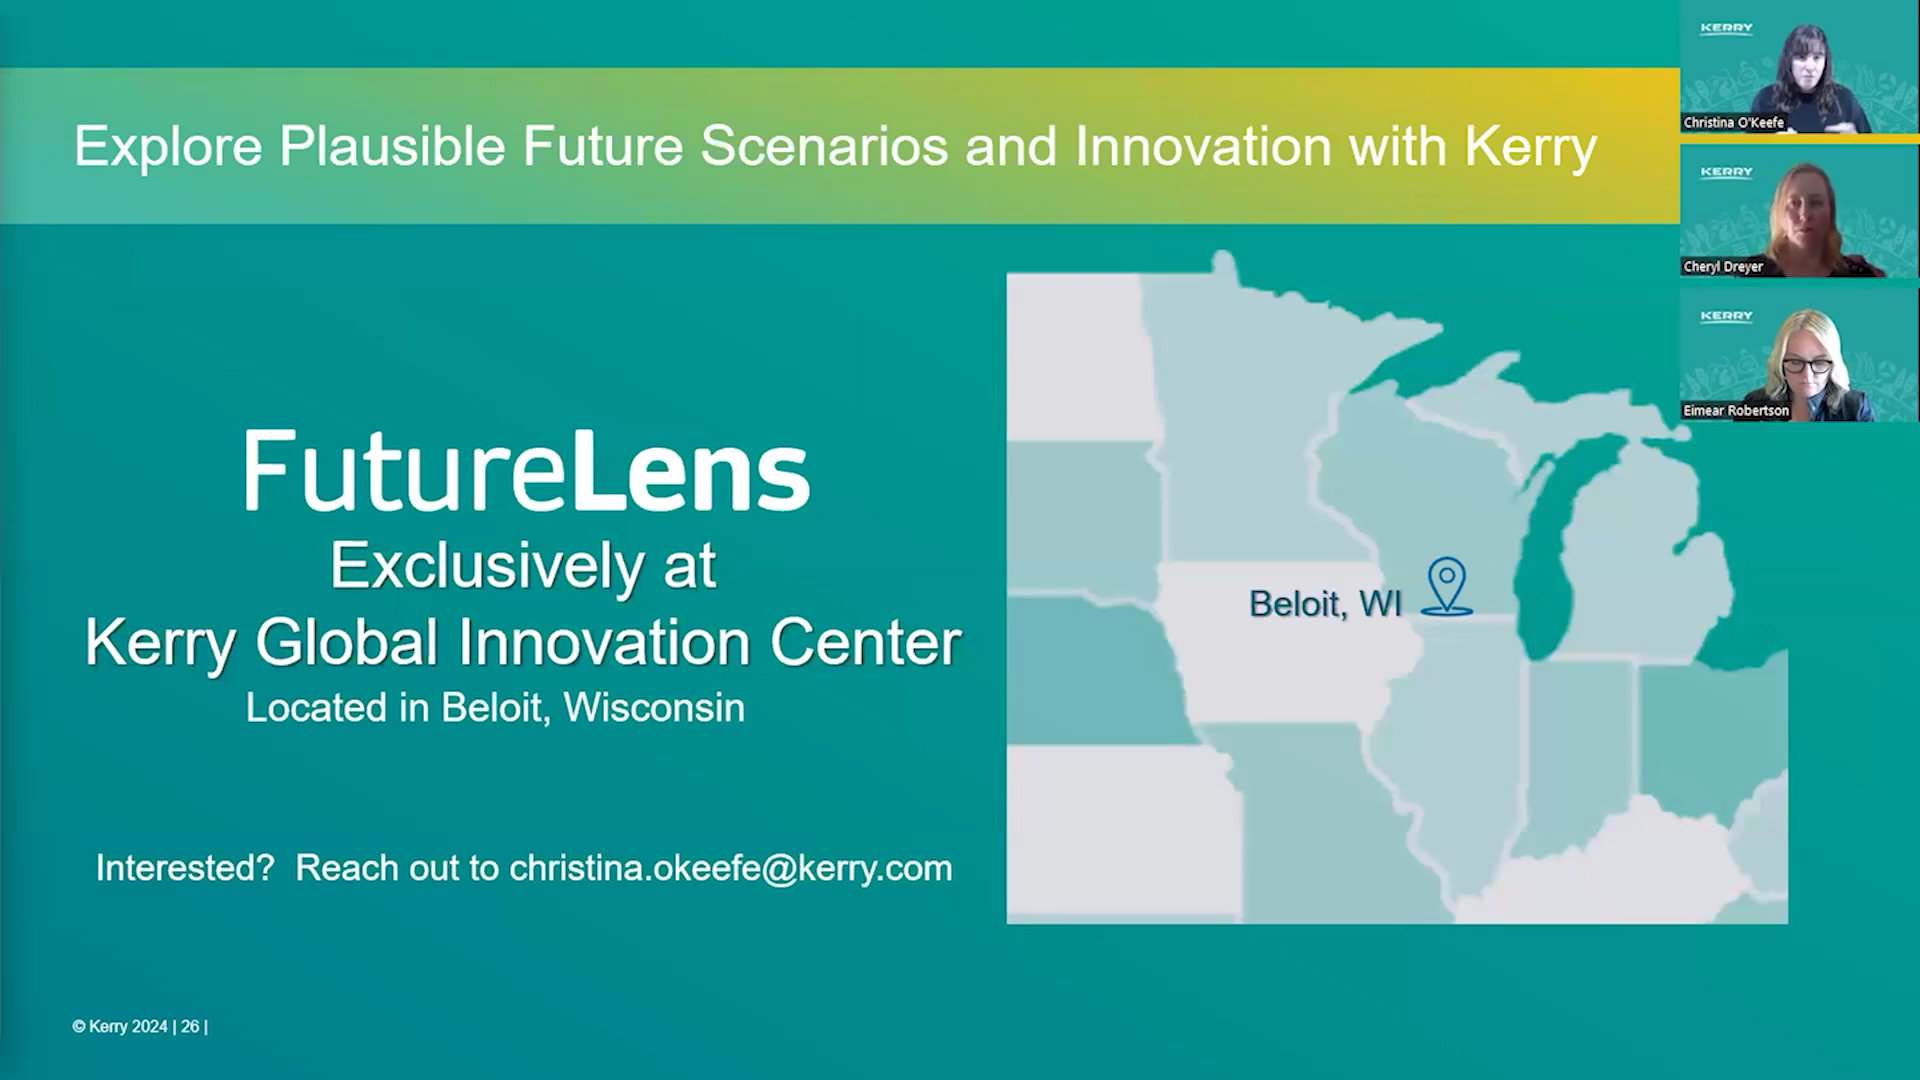 Explore Plausible Future Scenarios and Innovation with Kerry
FutureLens
Exclusively at
Kerry Global Innovation Center
Located in Beloit, Wisconsin
Interested? Reach out to christina.okeefe@kerry.com
© Kerry 2024 | 26 |
Beloit, WI
KERRY
Christina O'Keefe
KERRY
Cheryl Dreyer
KERRY
Eimear Robertson